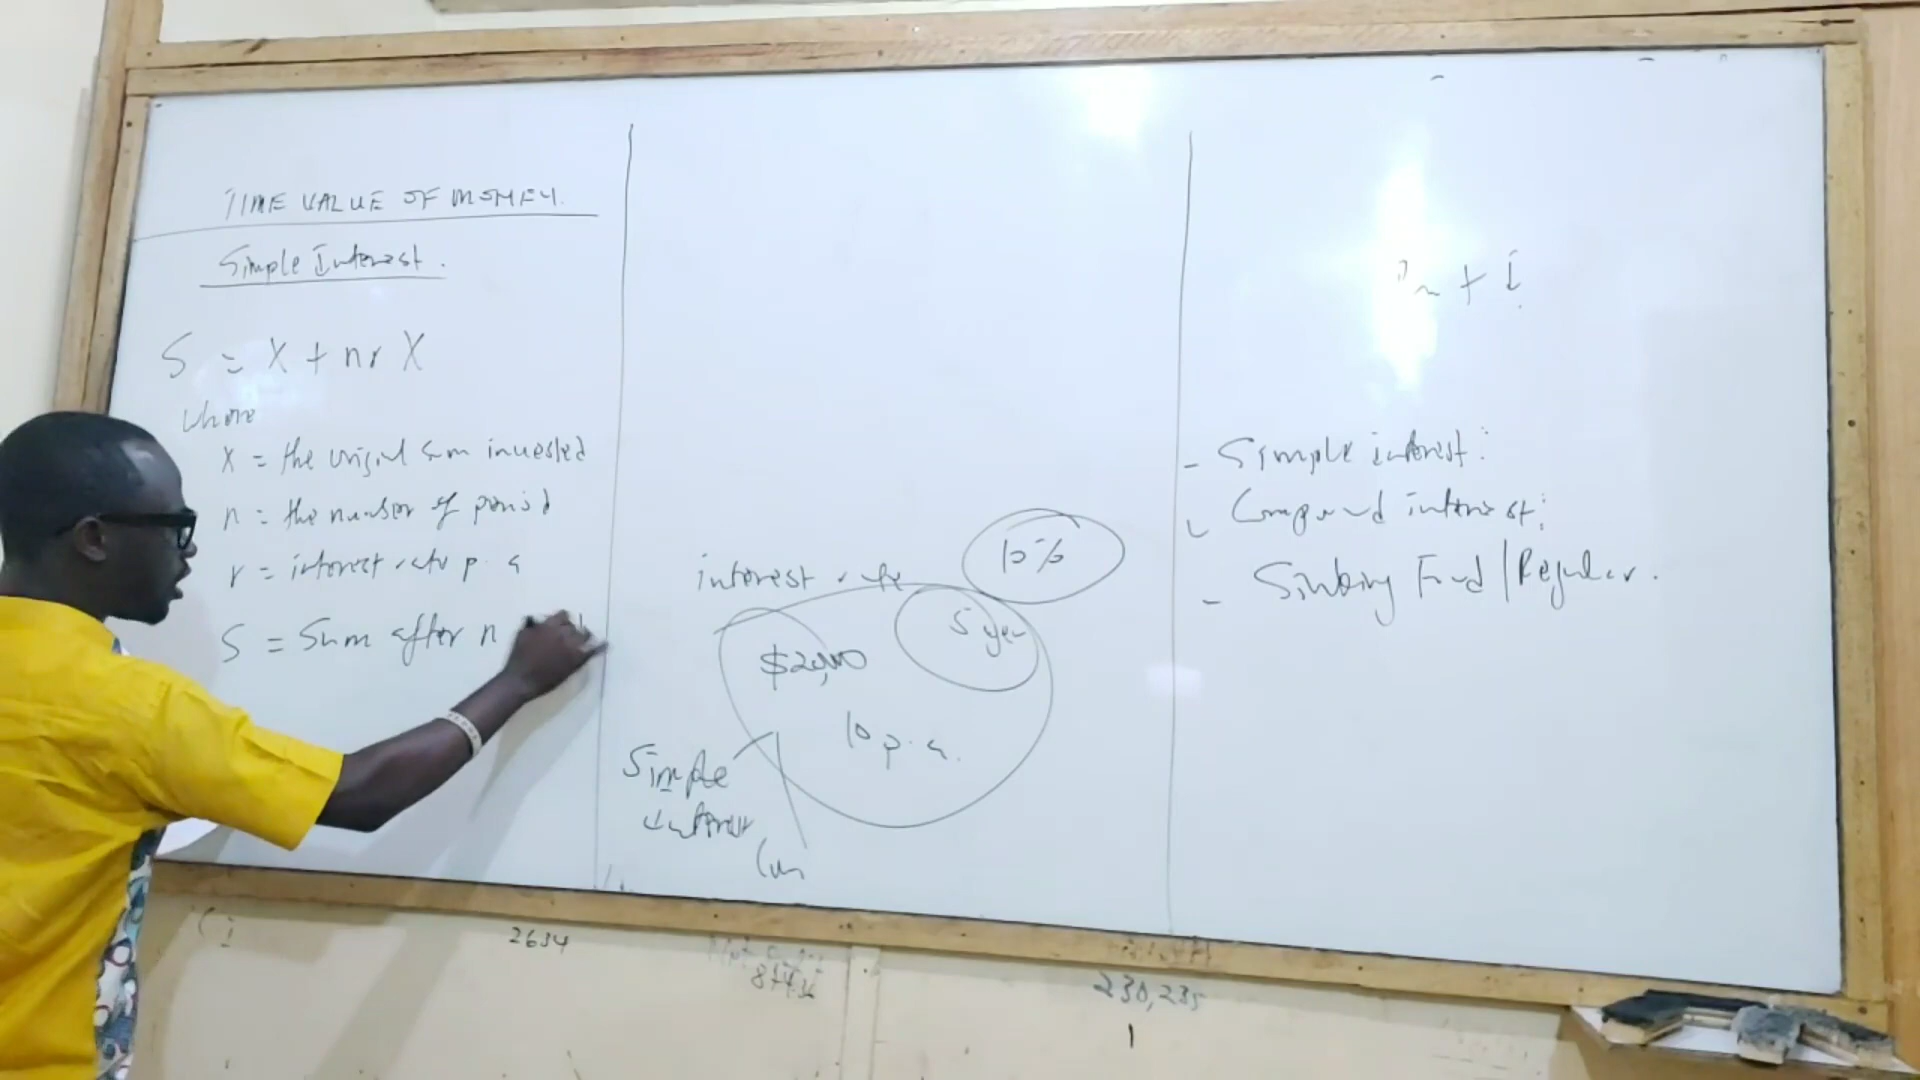 TIME VALUE OF MONEY.
Simple Interest.
S = X + nr X
where
X = the original sum invested
n = the number of period
r = interest rate p.a
S = Sum after n
interest rate
10%
5 year
$2000
10 p.a.
Simple
interest
+ i
- Simple interest:
Compound interest:
- Sinking Fund / Regular.
2634
230,235
1